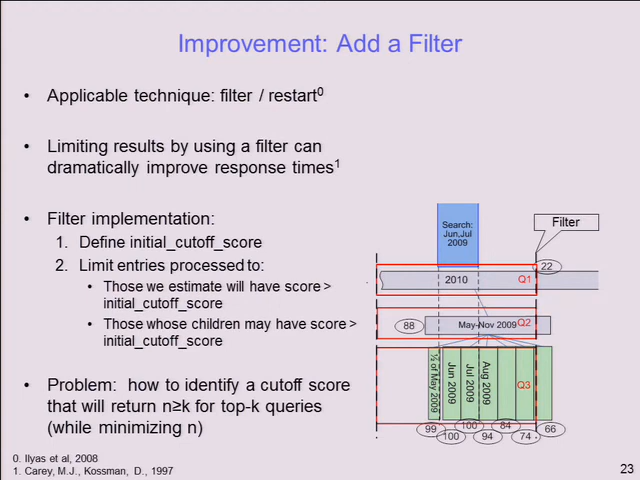 Improvement: Add a Filter
• Applicable technique: filter / restart0
• Limiting results by using a filter can
dramatically improve response times1
• Filter implementation:
1. Define initial_cutoff_score
2. Limit entries processed to:
• Those we estimate will have score >
initial_cutoff_score
• Those whose children may have score >
initial_cutoff_score
• Problem: how to identify a cutoff score
that will return n≥k for top-k queries
(while minimizing n)
0. Ilyas et al, 2008
1. Carey, M.J., Kossman, D., 1997
Search:
Jun,Jul
2009
Filter
22
2010
Q1
88
May-Nov 2009
Q2
½ of May 2009
Jun 2009
Jul 2009
Aug 2009
Q3
99
100
100
94
84
74
66
23